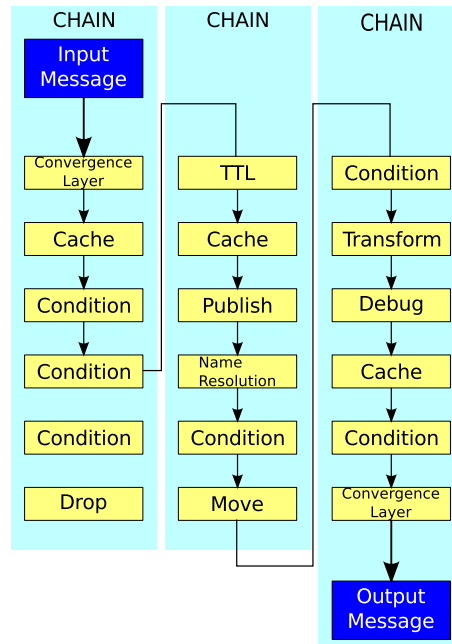 CHAIN
Input
Message
Convergence
Layer
Cache
Condition
Condition
Condition
Drop
CHAIN
TTL
Cache
Publish
Name
Resolution
Condition
Move
CHAIN
Condition
Transform
Debug
Cache
Condition
Convergence
Layer
Output
Message